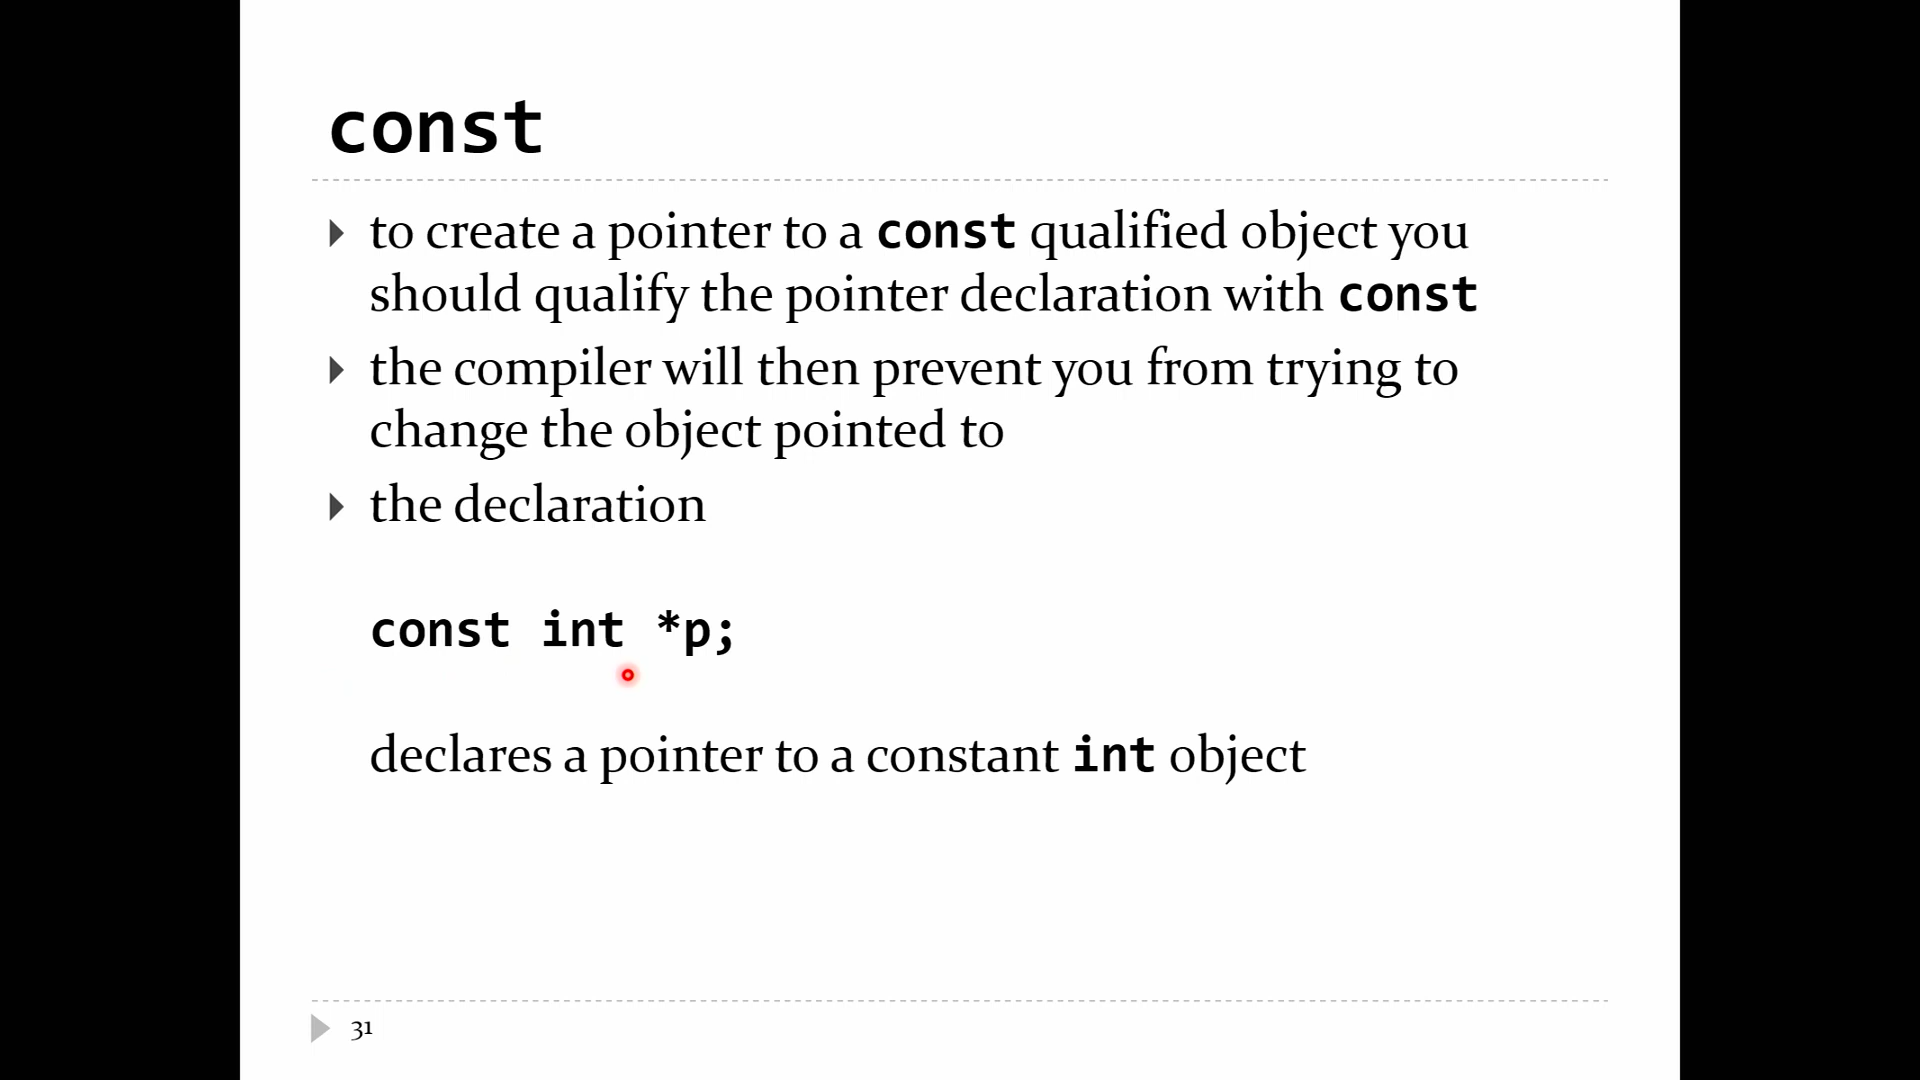 const
to create a pointer to a const qualified object you
should qualify the pointer declaration with const
the compiler will then prevent you from trying to
change the object pointed to
the declaration
const int *p;
declares a pointer to a constant int object
31